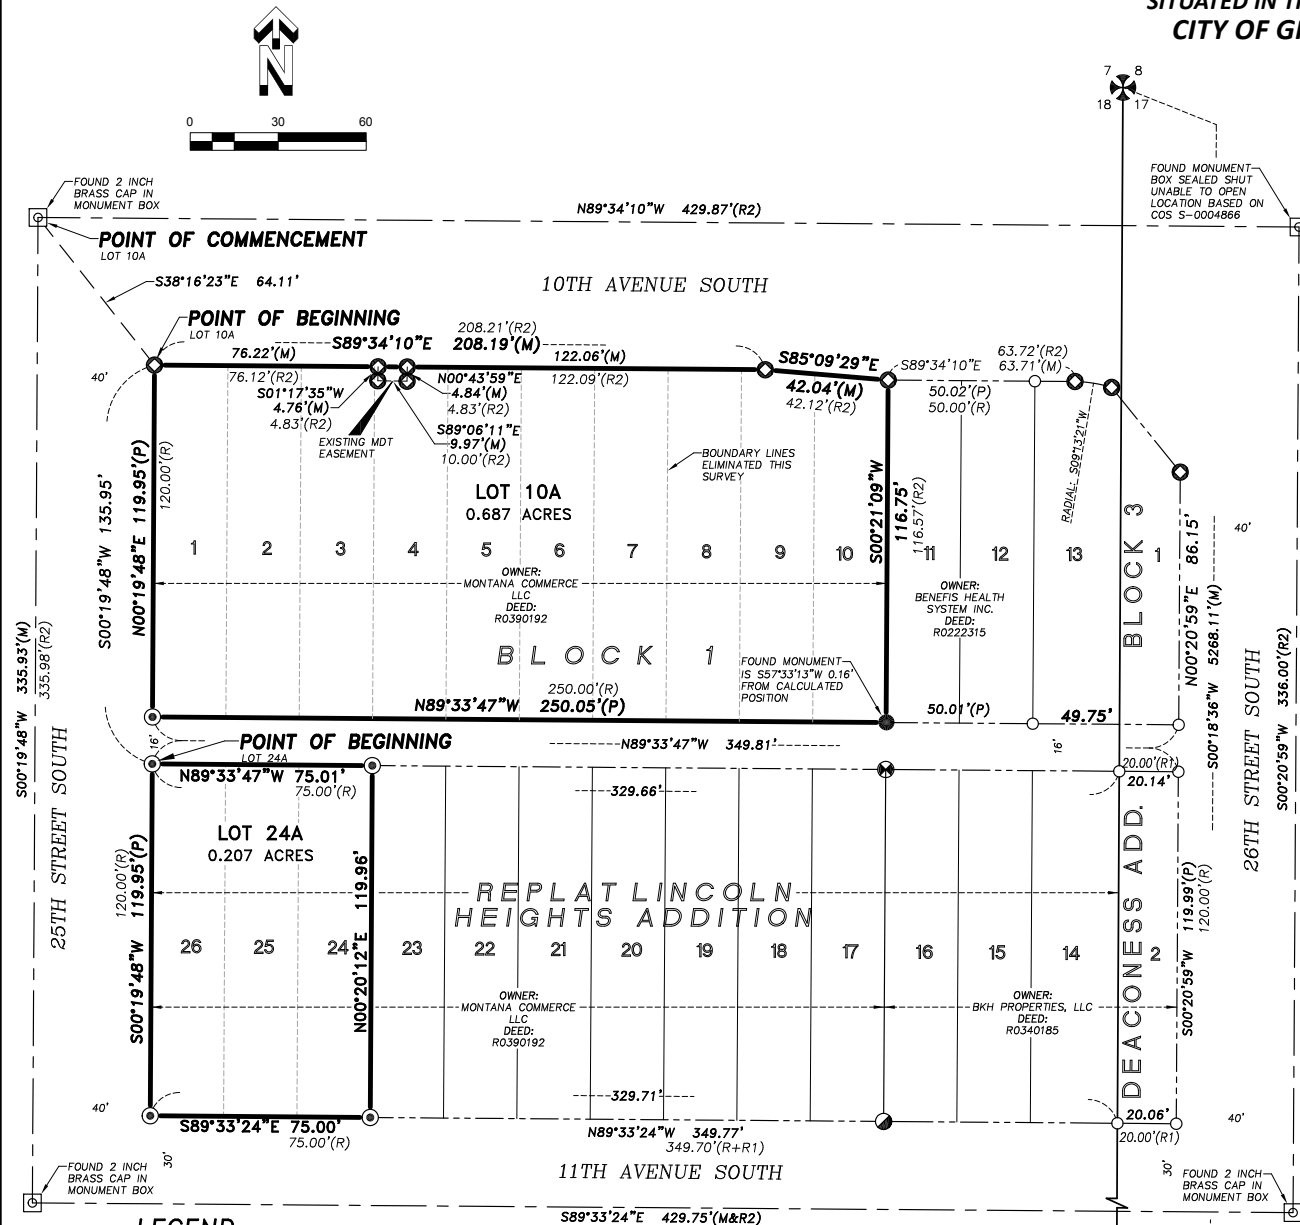 SITUATED IN TH
CITY OF G
N
0 30 60
7 8
18 17
FOUND 2 INCH
BRASS CAP IN
MONUMENT BOX
FOUND MONUMENT
BOX SEALED SHUT
UNABLE TO OPEN
LOCATION BASED ON
COS S-0004866
N89°34'10"W 429.87'(R2)
POINT OF COMMENCEMENT
LOT 10A
S38°16'23"E 64.11'
10TH AVENUE SOUTH
POINT OF BEGINNING
LOT 10A
208.21'(R2)
S89°34'10"E 208.19'(M)
76.22'(M)
122.06'(M)
S85°09'29"E
S89°34'10"E
63.72'(R2)
63.71'(M)
40'
76.12'(R2)
N00°43'59"E
122.09'(R2)
42.04'(M)
42.12'(R2)
50.02'(P)
50.00'(R)
S01°17'35"W
4.76'(M)
4.83'(R2)
4.84'(M)
4.83'(R2)
S89°06'11"E
9.97'(M)
10.00'(R2)
EXISTING MDT
EASEMENT
BOUNDARY LINES
ELIMINATED THIS
SURVEY
RADIAL: S09°13'21"W
LOT 10A
0.687 ACRES
S00°19'48"W 135.95'
N00°19'48"E 119.95'(P)
120.00'(R)
S00°21'09"W
116.75'
116.57'(R2)
1 2 3 4 5 6 7 8 9 10 11 12 13 1
BLOCK 3
N00°20'59"E 86.15'
40'
OWNER:
MONTANA COMMERCE
LLC
DEED:
R0390192
OWNER:
BENEFIS HEALTH
SYSTEM INC.
DEED:
R0222315
BLOCK 1
FOUND MONUMENT
IS S57°33'13"W 0.16'
FROM CALCULATED
POSITION
S00°19'48"W 335.93'(M)
335.98'(R2)
S00°18'36"W 5268.11'(M)
S00°20'59"W 336.00'(R2)
250.00'(R)
N89°33'47"W 250.05'(P)
50.01'(P)
49.75'
16'
POINT OF BEGINNING
LOT 24A
N89°33'47"W 349.81'
16'
N89°33'47"W 75.01'
75.00'(R)
329.66'
20.00'(R1)
20.14'
25TH STREET SOUTH
26TH STREET SOUTH
LOT 24A
0.207 ACRES
120.00'(R)
S00°19'48"W 119.95'(P)
N00°20'12"E 119.96'
REPLAT LINCOLN
HEIGHTS ADDITION
DEACONESS ADD.
S00°20'59"W 119.99'(P)
120.00'(R)
26 25 24 23 22 21 20 19 18 17 16 15 14 2
OWNER:
MONTANA COMMERCE
LLC
DEED:
R0390192
OWNER:
BKH PROPERTIES, LLC
DEED:
R0340185
329.71'
40'
S89°33'24"E 75.00'
75.00'(R)
N89°33'24"W 349.77'
349.70'(R+R1)
20.06'
20.00'(R1)
40'
30'
30'
11TH AVENUE SOUTH
FOUND 2 INCH
BRASS CAP IN
MONUMENT BOX
FOUND 2 INCH
BRASS CAP IN
MONUMENT BOX
S89°33'24"E 429.75'(M&R2)
LEGEND